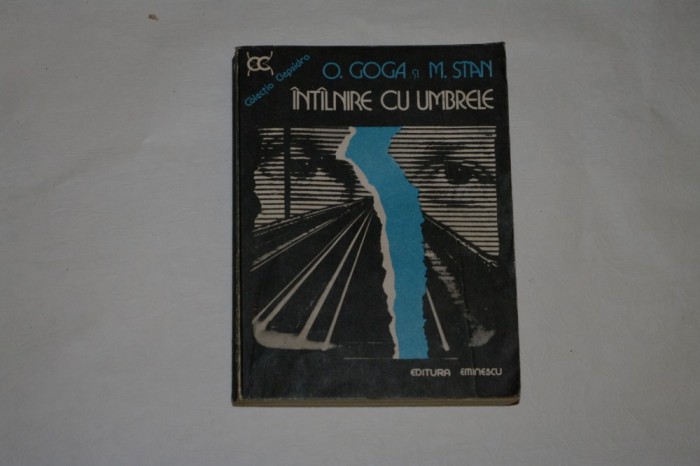 CC
Colecția Clepsidra
O. GOGA și M. STAN
ÎNTÎLNIRE CU UMBRELE
EDITURA EMINESCU